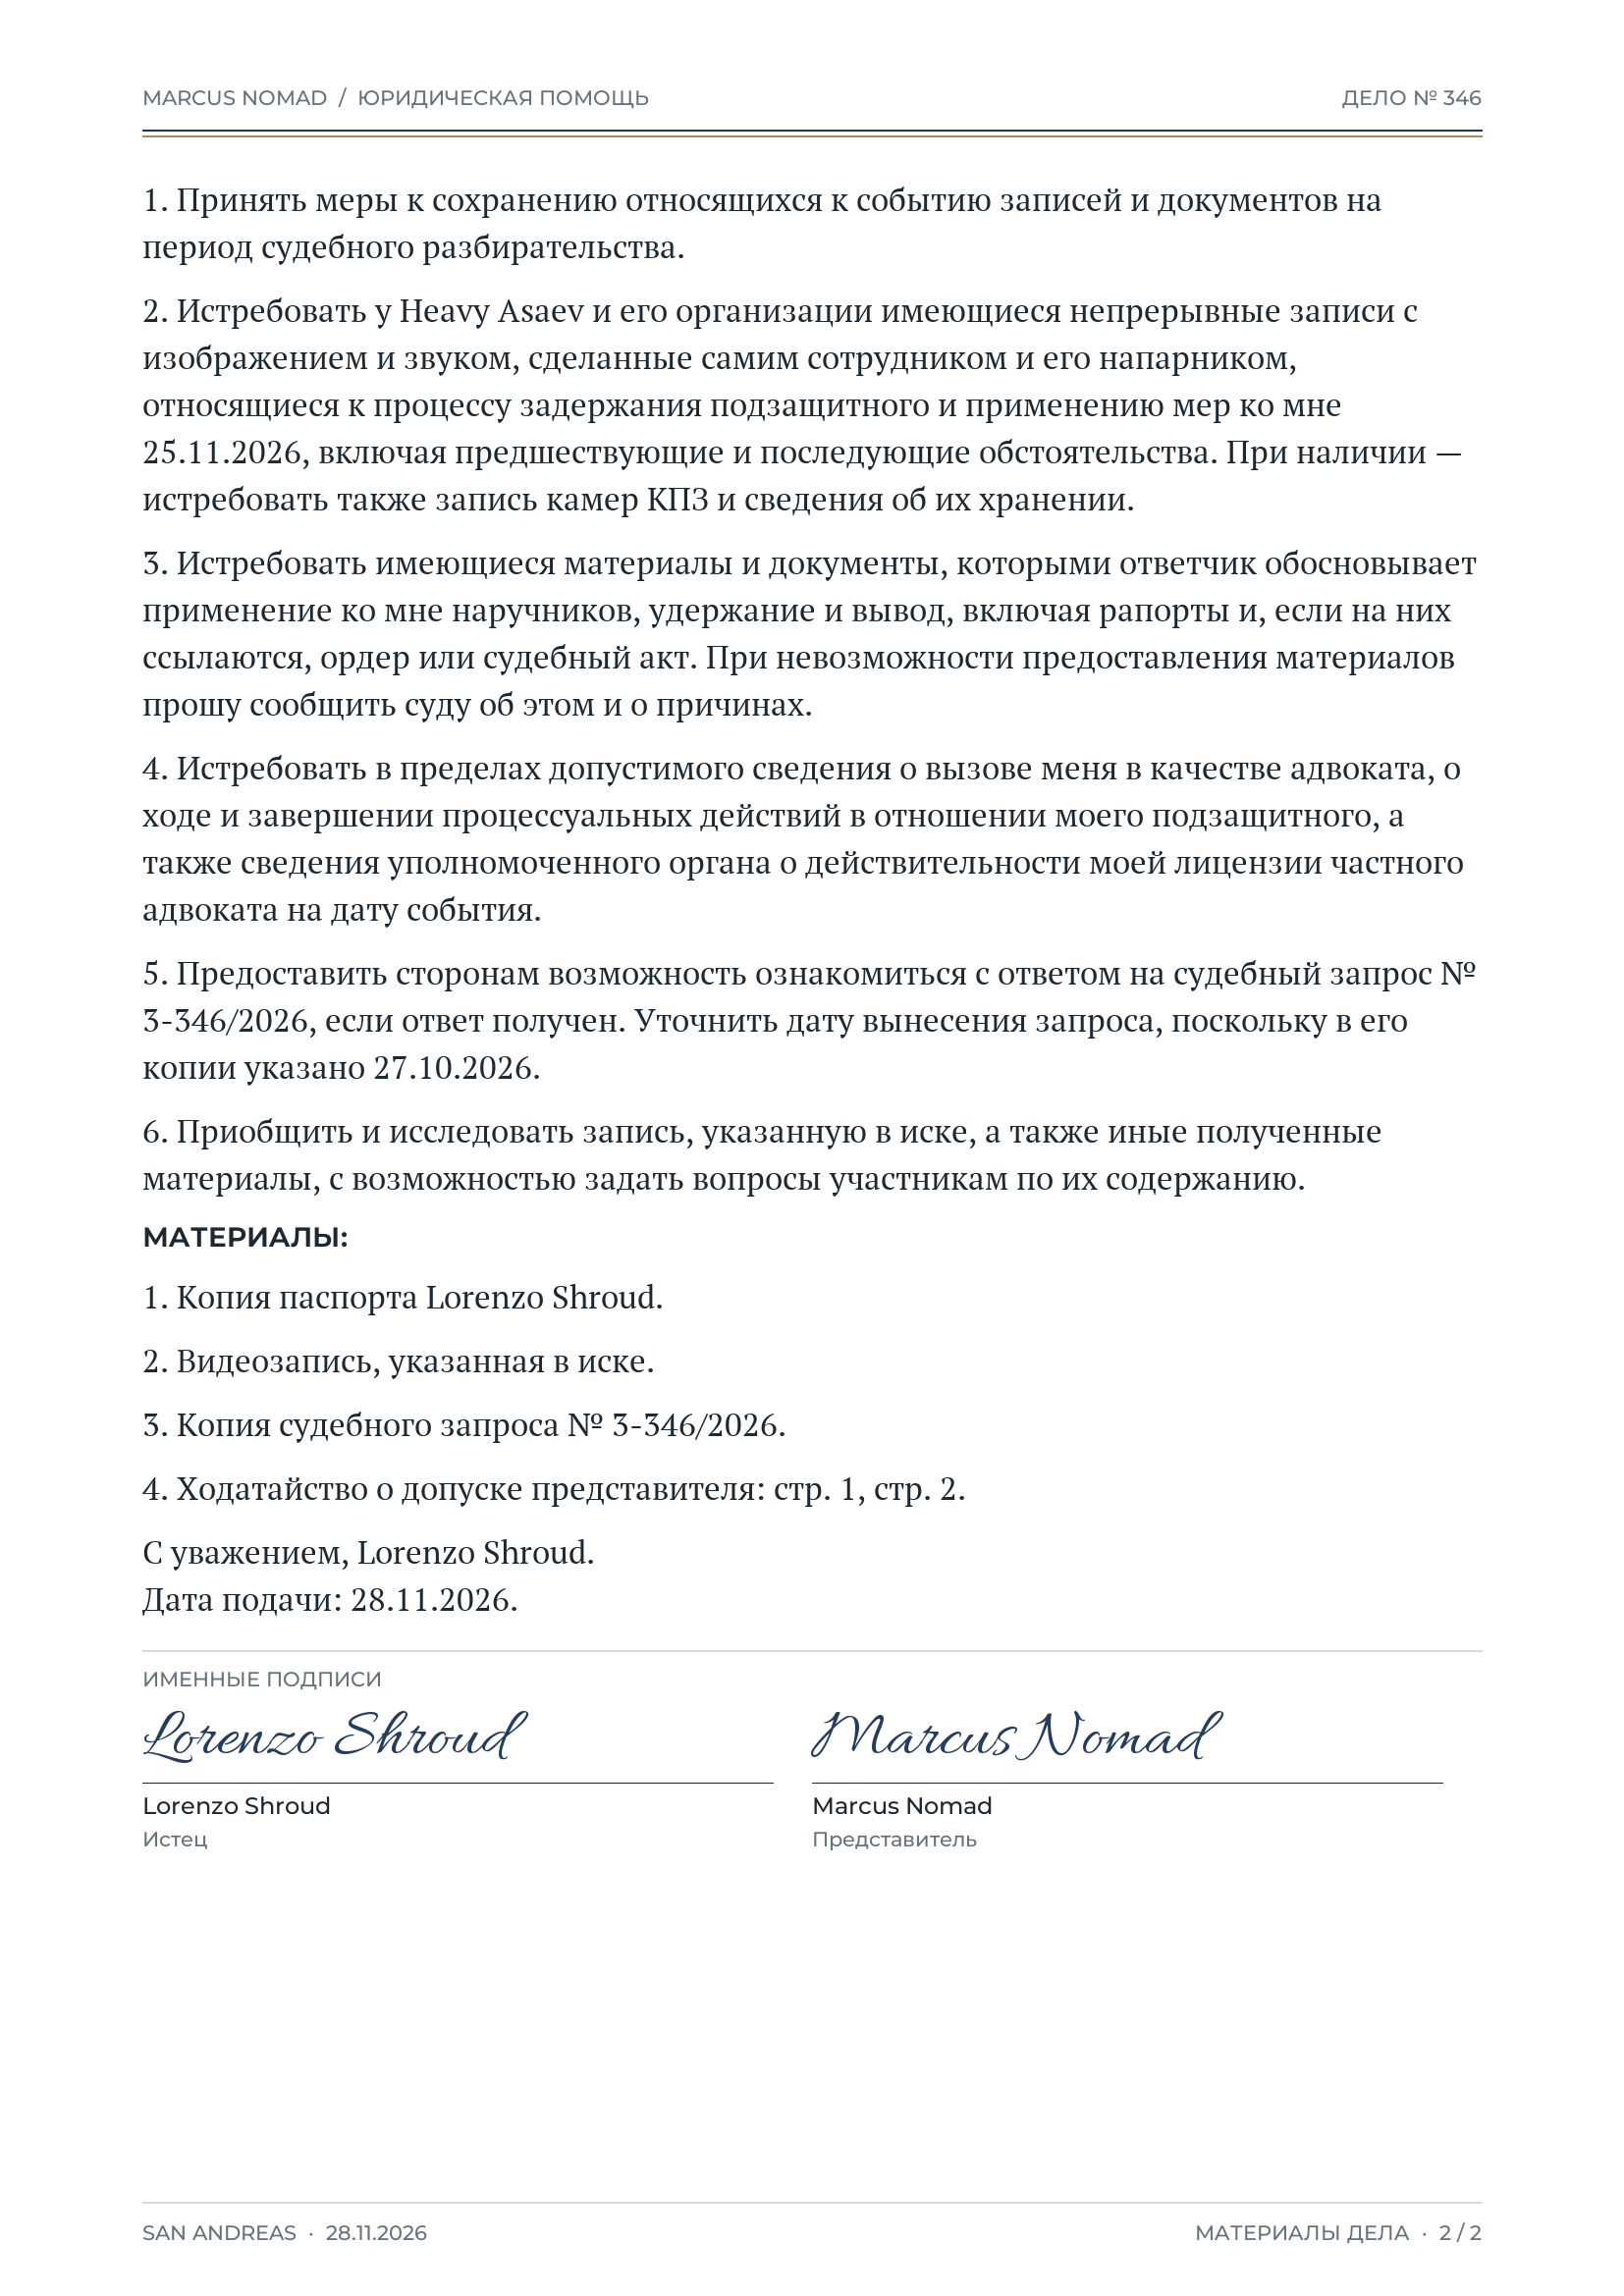 MARCUS NOMAD / ЮРИДИЧЕСКАЯ ПОМОЩЬ
ДЕЛО № 346
1. Принять меры к сохранению относящихся к событию записей и документов на
период судебного разбирательства.
2. Истребовать у Heavy Asaev и его организации имеющиеся непрерывные записи с
изображением и звуком, сделанные самим сотрудником и его напарником,
относящиеся к процессу задержания подзащитного и применению мер ко мне
25.11.2026, включая предшествующие и последующие обстоятельства. При наличии —
истребовать также запись камер КПЗ и сведения об их хранении.
3. Истребовать имеющиеся материалы и документы, которыми ответчик обосновывает
применение ко мне наручников, удержание и вывод, включая рапорты и, если на них
ссылаются, ордер или судебный акт. При невозможности предоставления материалов
прошу сообщить суду об этом и о причинах.
4. Истребовать в пределах допустимого сведения о вызове меня в качестве адвоката, о
ходе и завершении процессуальных действий в отношении моего подзащитного, а
также сведения уполномоченного органа о действительности моей лицензии частного
адвоката на дату события.
5. Предоставить сторонам возможность ознакомиться с ответом на судебный запрос №
3-346/2026, если ответ получен. Уточнить дату вынесения запроса, поскольку в его
копии указано 27.10.2026.
6. Приобщить и исследовать запись, указанную в иске, а также иные полученные
материалы, с возможностью задать вопросы участникам по их содержанию.
МАТЕРИАЛЫ:
1. Копия паспорта Lorenzo Shroud.
2. Видеозапись, указанная в иске.
3. Копия судебного запроса № 3-346/2026.
4. Ходатайство о допуске представителя: стр. 1, стр. 2.
С уважением, Lorenzo Shroud.
Дата подачи: 28.11.2026.
ИМЕННЫЕ ПОДПИСИ
Lorenzo Shroud
Marcus Nomad
Lorenzo Shroud
Marcus Nomad
Истец
Представитель
SAN ANDREAS · 28.11.2026
МАТЕРИАЛЫ ДЕЛА · 2 / 2